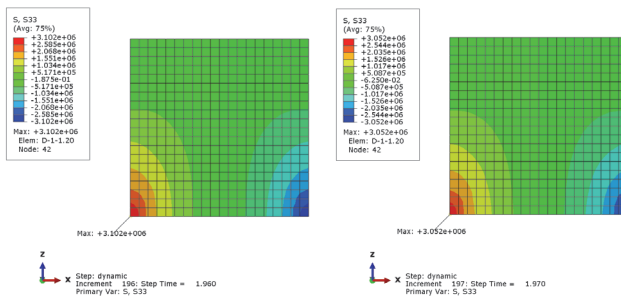 S, S33
(Avg: 75%)
+3.102e+06
+2.585e+06
+2.068e+06
+1.551e+06
+1.034e+06
+5.171e+05
-1.875e-01
-5.171e+05
-1.034e+06
-1.551e+06
-2.068e+06
-2.585e+06
-3.102e+06
Max: +3.102e+06
Elem: D-1-1.20
Node: 42
Max: +3.102e+006
z
x
Step: dynamic
Increment 196: Step Time = 1.960
Primary Var: S, S33
S, S33
(Avg: 75%)
+3.052e+06
+2.544e+06
+2.035e+06
+1.526e+06
+1.017e+06
+5.087e+05
-6.250e-02
-5.087e+05
-1.017e+06
-1.526e+06
-2.035e+06
-2.544e+06
-3.052e+06
Max: +3.052e+06
Elem: D-1-1.20
Node: 42
Max: +3.052e+006
z
x
Step: dynamic
Increment 197: Step Time = 1.970
Primary Var: S, S33